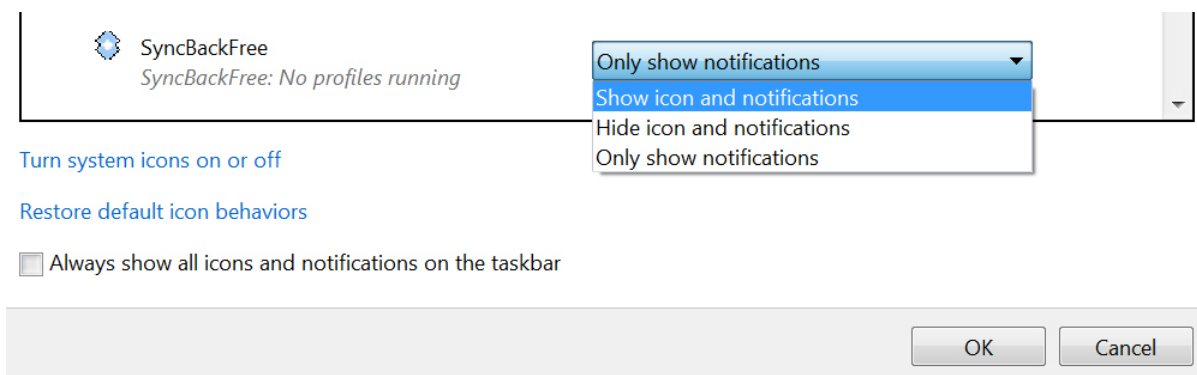 SyncBackFree
SyncBackFree: No profiles running
Only show notifications
Show icon and notifications
Hide icon and notifications
Only show notifications
Turn system icons on or off
Restore default icon behaviors
Always show all icons and notifications on the taskbar
OK
Cancel